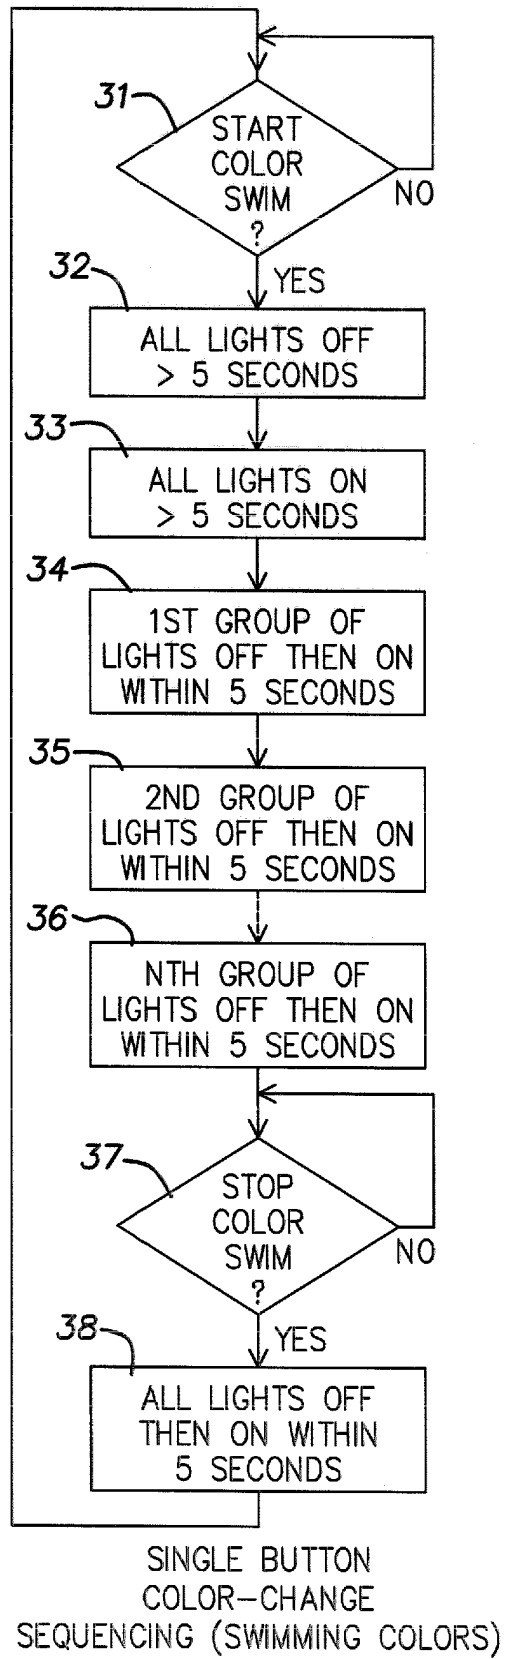 31
START
COLOR
SWIM
?
NO
YES
32
ALL LIGHTS OFF
> 5 SECONDS
33
ALL LIGHTS ON
> 5 SECONDS
34
1ST GROUP OF
LIGHTS OFF THEN ON
WITHIN 5 SECONDS
35
2ND GROUP OF
LIGHTS OFF THEN ON
WITHIN 5 SECONDS
36
NTH GROUP OF
LIGHTS OFF THEN ON
WITHIN 5 SECONDS
37
STOP
COLOR
SWIM
?
NO
YES
38
ALL LIGHTS OFF
THEN ON WITHIN
5 SECONDS
SINGLE BUTTON
COLOR-CHANGE
SEQUENCING (SWIMMING COLORS)